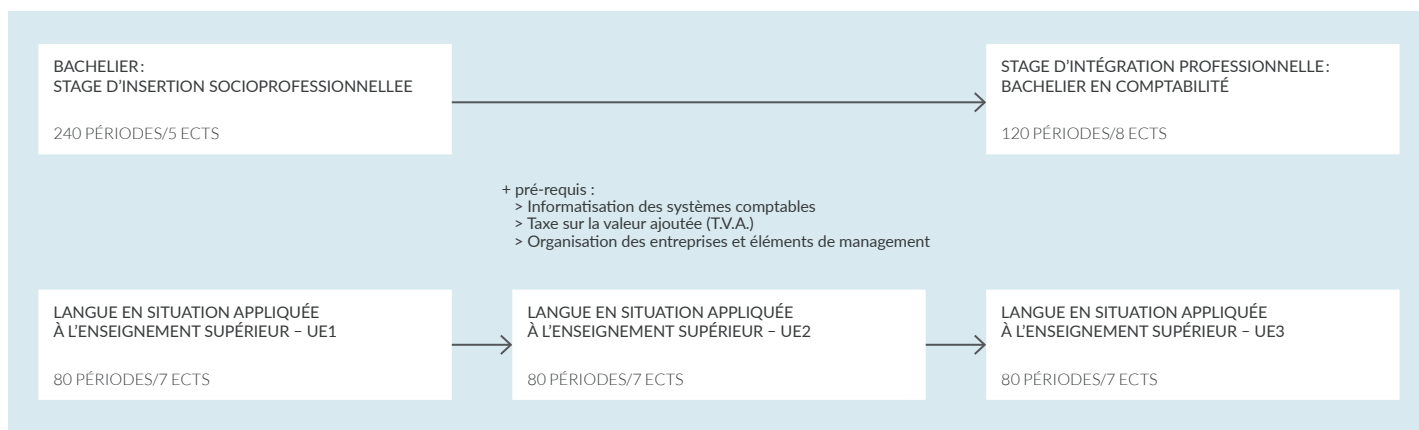 BACHELIER :
STAGE D'INSERTION SOCIOPROFESSIONNELLEE
240 PÉRIODES/5 ECTS
STAGE D'INTÉGRATION PROFESSIONNELLE :
BACHELIER EN COMPTABILITÉ
120 PÉRIODES/8 ECTS
+ pré-requis :
> Informatisation des systèmes comptables
> Taxe sur la valeur ajoutée (T.V.A.)
> Organisation des entreprises et éléments de management
LANGUE EN SITUATION APPLIQUÉE
À L'ENSEIGNEMENT SUPÉRIEUR – UE1
80 PÉRIODES/7 ECTS
LANGUE EN SITUATION APPLIQUÉE
À L'ENSEIGNEMENT SUPÉRIEUR – UE2
80 PÉRIODES/7 ECTS
LANGUE EN SITUATION APPLIQUÉE
À L'ENSEIGNEMENT SUPÉRIEUR – UE3
80 PÉRIODES/7 ECTS